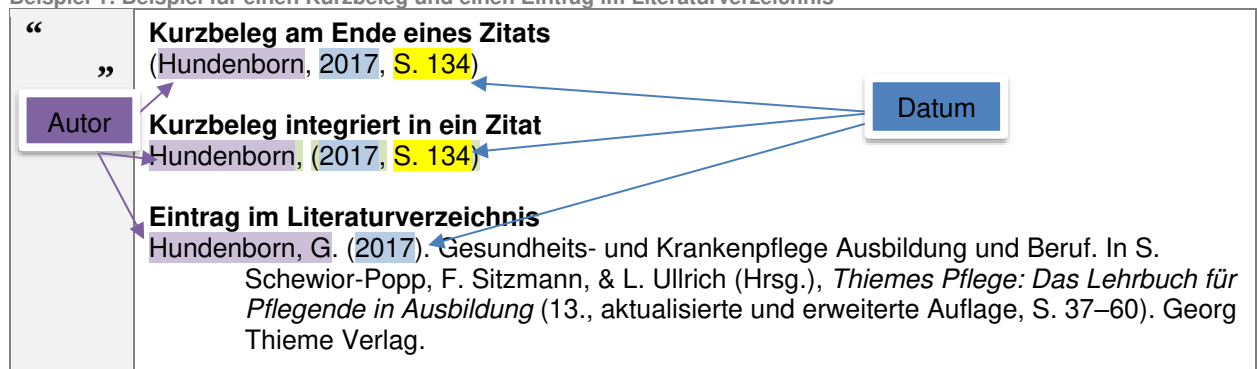 Beispiel 1: Beispiel für einen Kurzbeleg und einen Eintrag im Literaturverzeichnis
“
”
Kurzbeleg am Ende eines Zitats
(Hundenborn, 2017, S. 134)
Autor
Datum
Kurzbeleg integriert in ein Zitat
Hundenborn, (2017, S. 134)
Eintrag im Literaturverzeichnis
Hundenborn, G. (2017). Gesundheits- und Krankenpflege Ausbildung und Beruf. In S.
Schewior-Popp, F. Sitzmann, & L. Ullrich (Hrsg.), Thiemes Pflege: Das Lehrbuch für
Pflegende in Ausbildung (13., aktualisierte und erweiterte Auflage, S. 37–60). Georg
Thieme Verlag.